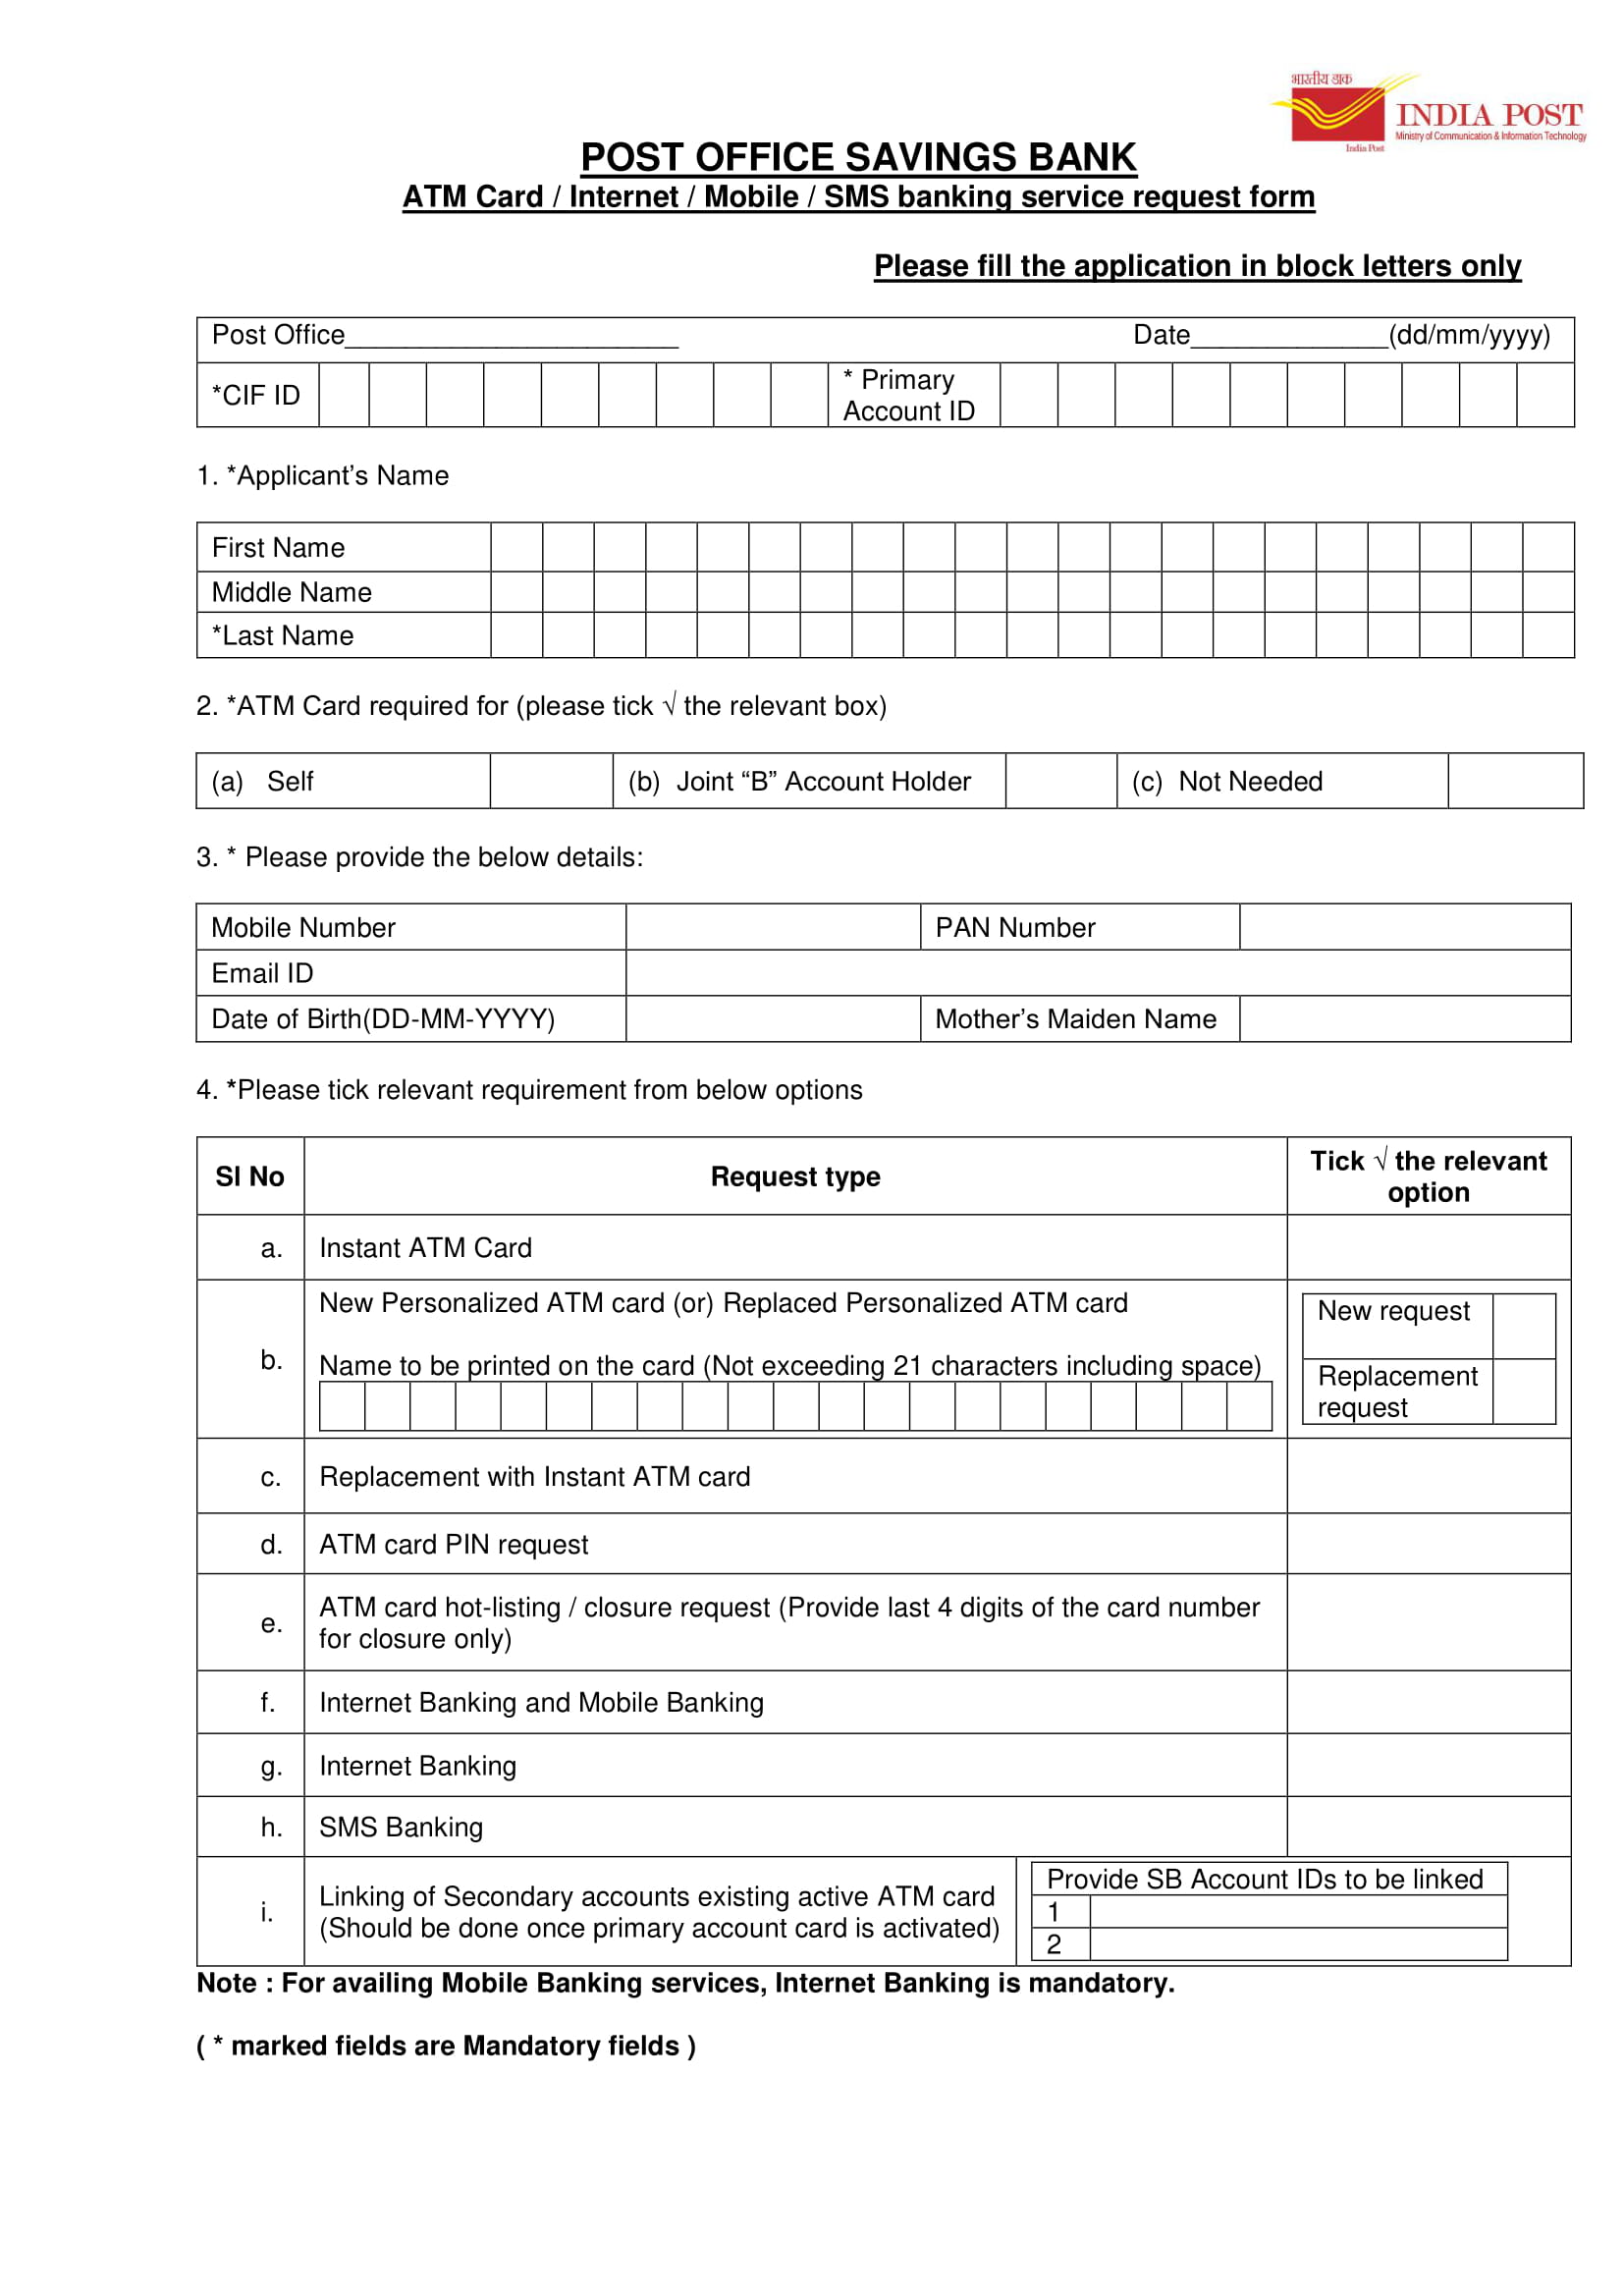 भारतीय डाक
INDIA POST
Ministry of Communication & Information Technology
India Post
POST OFFICE SAVINGS BANK
ATM Card / Internet / Mobile / SMS banking service request form
Please fill the application in block letters only
Post Office______________________ Date_____________(dd/mm/yyyy)
*CIF ID * Primary Account ID
1. *Applicant’s Name
First Name
Middle Name
*Last Name
2. *ATM Card required for (please tick √ the relevant box)
(a) Self (b) Joint “B” Account Holder (c) Not Needed
3. * Please provide the below details:
Mobile Number PAN Number
Email ID
Date of Birth(DD-MM-YYYY) Mother’s Maiden Name
4. *Please tick relevant requirement from below options
Sl No Request type Tick √ the relevant option
a. Instant ATM Card
b. New Personalized ATM card (or) Replaced Personalized ATM card
Name to be printed on the card (Not exceeding 21 characters including space)
New request
Replacement
request
c. Replacement with Instant ATM card
d. ATM card PIN request
e. ATM card hot-listing / closure request (Provide last 4 digits of the card number
for closure only)
f. Internet Banking and Mobile Banking
g. Internet Banking
h. SMS Banking
i. Linking of Secondary accounts existing active ATM card
(Should be done once primary account card is activated)
Provide SB Account IDs to be linked
1
2
Note : For availing Mobile Banking services, Internet Banking is mandatory.
( * marked fields are Mandatory fields )